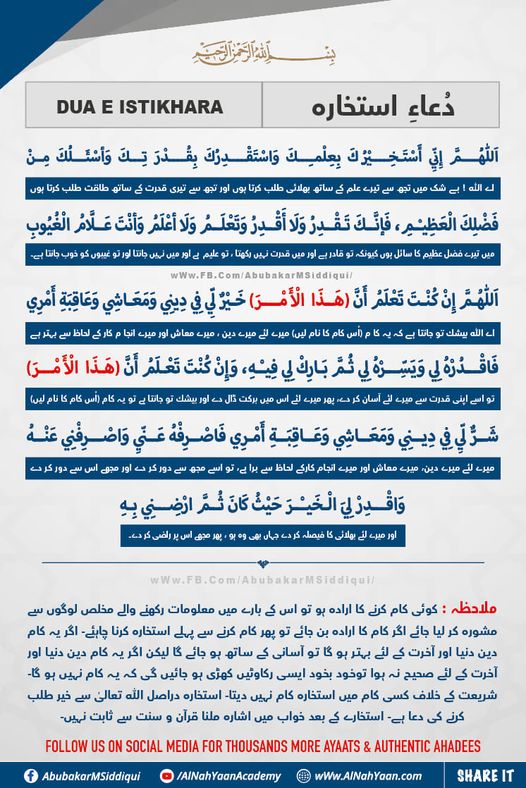 بِسْمِ اللهِ الرَّحْمٰنِ الرَّحِيْمِ
دُعاءِ استخارہ
DUA E ISTIKHARA
اَللّٰهُمَّ إِنِّي أَسْتَخِيْرُكَ بِعِلْمِكَ وَاسْتَقْدِرُكَ بِقُدْرَتِكَ وَاَسْئَلُكَ مِنْ
اے اللہ ! بے شک میں تجھ سے تیرے علم کے ساتھ بھلائی طلب کرتا ہوں اور تجھ سے تیری قدرت کے ساتھ طاقت طلب کرتا ہوں
فَضْلِكَ الْعَظِيْمِ، فَإِنَّكَ تَقْدِرُ وَلَا أَقْدِرُ وَتَعْلَمُ وَلَا أَعْلَمُ وَأَنْتَ عَلَّامُ الْغُيُوْبِ
میں تیرے فضل عظیم کا سائل ہوں کیونکہ تو قادر ہے اور میں قدرت نہیں رکھتا ، تو علیم ہے اور میں نہیں جانتا اور تو غیبوں کو خوب جانتا ہے۔
wWw.FB.Com/AbubakarMSiddiqui/
اَللّٰهُمَّ إِنْ كُنْتَ تَعْلَمُ أَنَّ (هَذَا الْأَمْرَ) خَيْرٌ لِّي فِي دِيْنِي وَمَعَاشِي وَعَاقِبَةِ أَمْرِي
اے اللہ بیشک تو جانتا ہے کہ یہ کام (اُس کام کا نام لیں) میرے لئے میرے دین ، میرے معاش اور میرے انجام کار کے لحاظ سے بہتر ہے
فَاقْدُرْهُ لِي وَيَسِّرْهُ لِي ثُمَّ بَارِكْ لِي فِيْهِ، وَإِنْ كُنْتَ تَعْلَمُ أَنَّ (هَذَا الْأَمْرَ)
تو اسے اپنی قدرت سے میرے لئے آسان کر دے، پھر میرے لئے اس میں برکت ڈال دے اور بیشک تو جانتا ہے تو یہ کام (اُس کام کا نام لیں)
شَرٌّ لِّي فِي دِيْنِي وَمَعَاشِي وَعَاقِبَةِ أَمْرِي فَاصْرِفْهُ عَنِّي وَاصْرِفْنِي عَنْهُ
میرے لئے میرے دین، میرے معاش اور میرے انجام کارکے لحاظ سے برا ہے، تو اسے مجھ سے دور کر دے اور مجھے اس سے دور کر دے
وَاقْدِرْ لِيَ الْخَيْرَ حَيْثُ كَانَ ثُمَّ ارْضِنِي بِهِ
اور میرے لئے بھلائی کا فیصلہ کر دے جہاں بھی وہ ہو ، پھر مجھے اس پر راضی کر دے۔
wWw.FB.Com/AbubakarMSiddiqui/
ملاحظہ : کوئی کام کرنے کا ارادہ ہو تو اس کے بارے میں معلومات رکھنے والے مخلص لوگوں سے
مشورہ کر لیا جائے اگر کام کا ارادہ بن جائے تو پھر کام کرنے سے پہلے استخارہ کرنا چاہئے۔ اگر یہ کام
دین دنیا اور آخرت کے لئے بہتر ہو گا تو آسانی کے ساتھ ہو جائے گا لیکن اگر یہ کام دین دنیا اور
آخرت کے لئے صحیح نہ ہوا توخود بخود ایسی رکاوٹیں کھڑی ہو جائیں گی کہ یہ کام نہیں ہو گا۔
شریعت کے خلاف کسی کام میں استخارہ کام نہیں دیتا۔ استخارہ دراصل اللہ تعالیٰ سے خیر طلب
کرنے کی دعا ہے۔ استخارے کے بعد خواب میں اشارہ ملنا قرآن و سنت سے ثابت نہیں۔
FOLLOW US ON SOCIAL MEDIA FOR THOUSANDS MORE AYAATS & AUTHENTIC AHADEES
AbubakarMSiddiqui
/AlNahYaanAcademy
wWw.AlNahYaan.com
SHARE IT